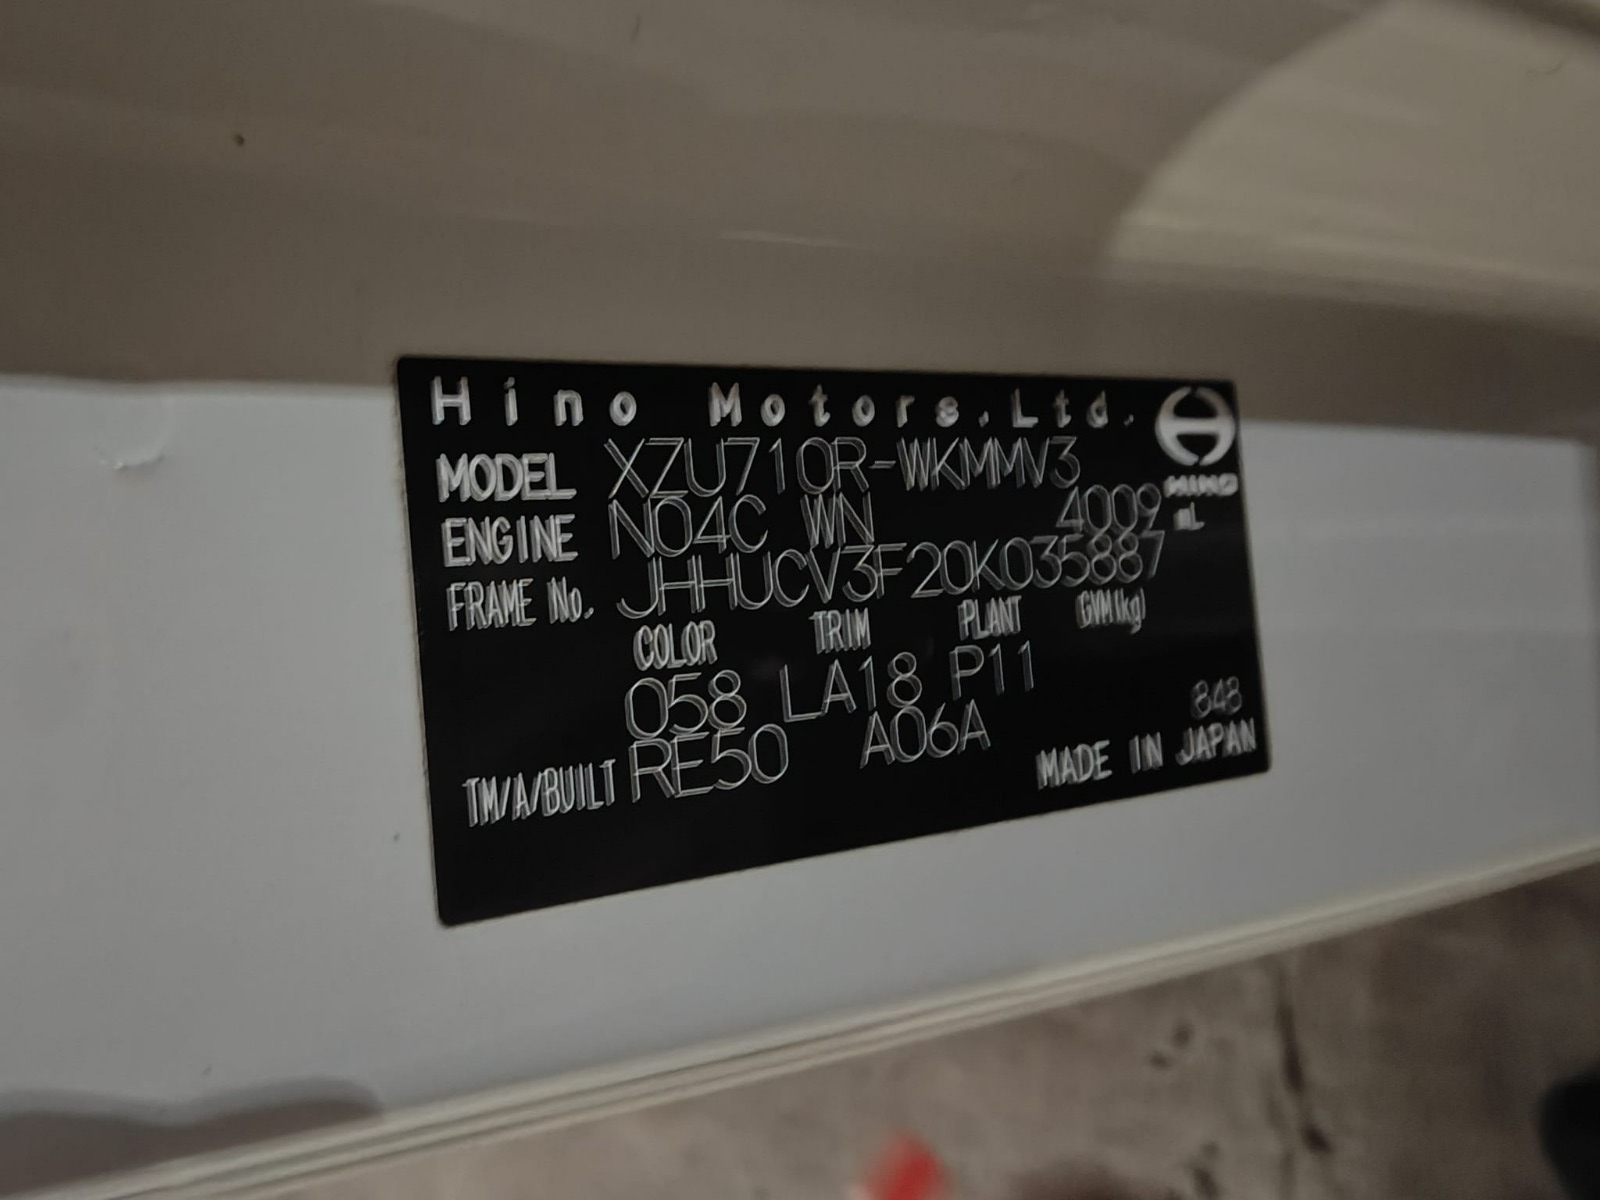 Hino Motors, Ltd.
HINO
MODEL XZU710R-WKMMV3
ENGINE N04C WN 4009 mL
FRAME No. JHHUCV3F20K035887
COLOR TRIM PLANT GVM(kg)
058 LA18 P11
TM/A/BUILT RE50 A06A
848
MADE IN JAPAN